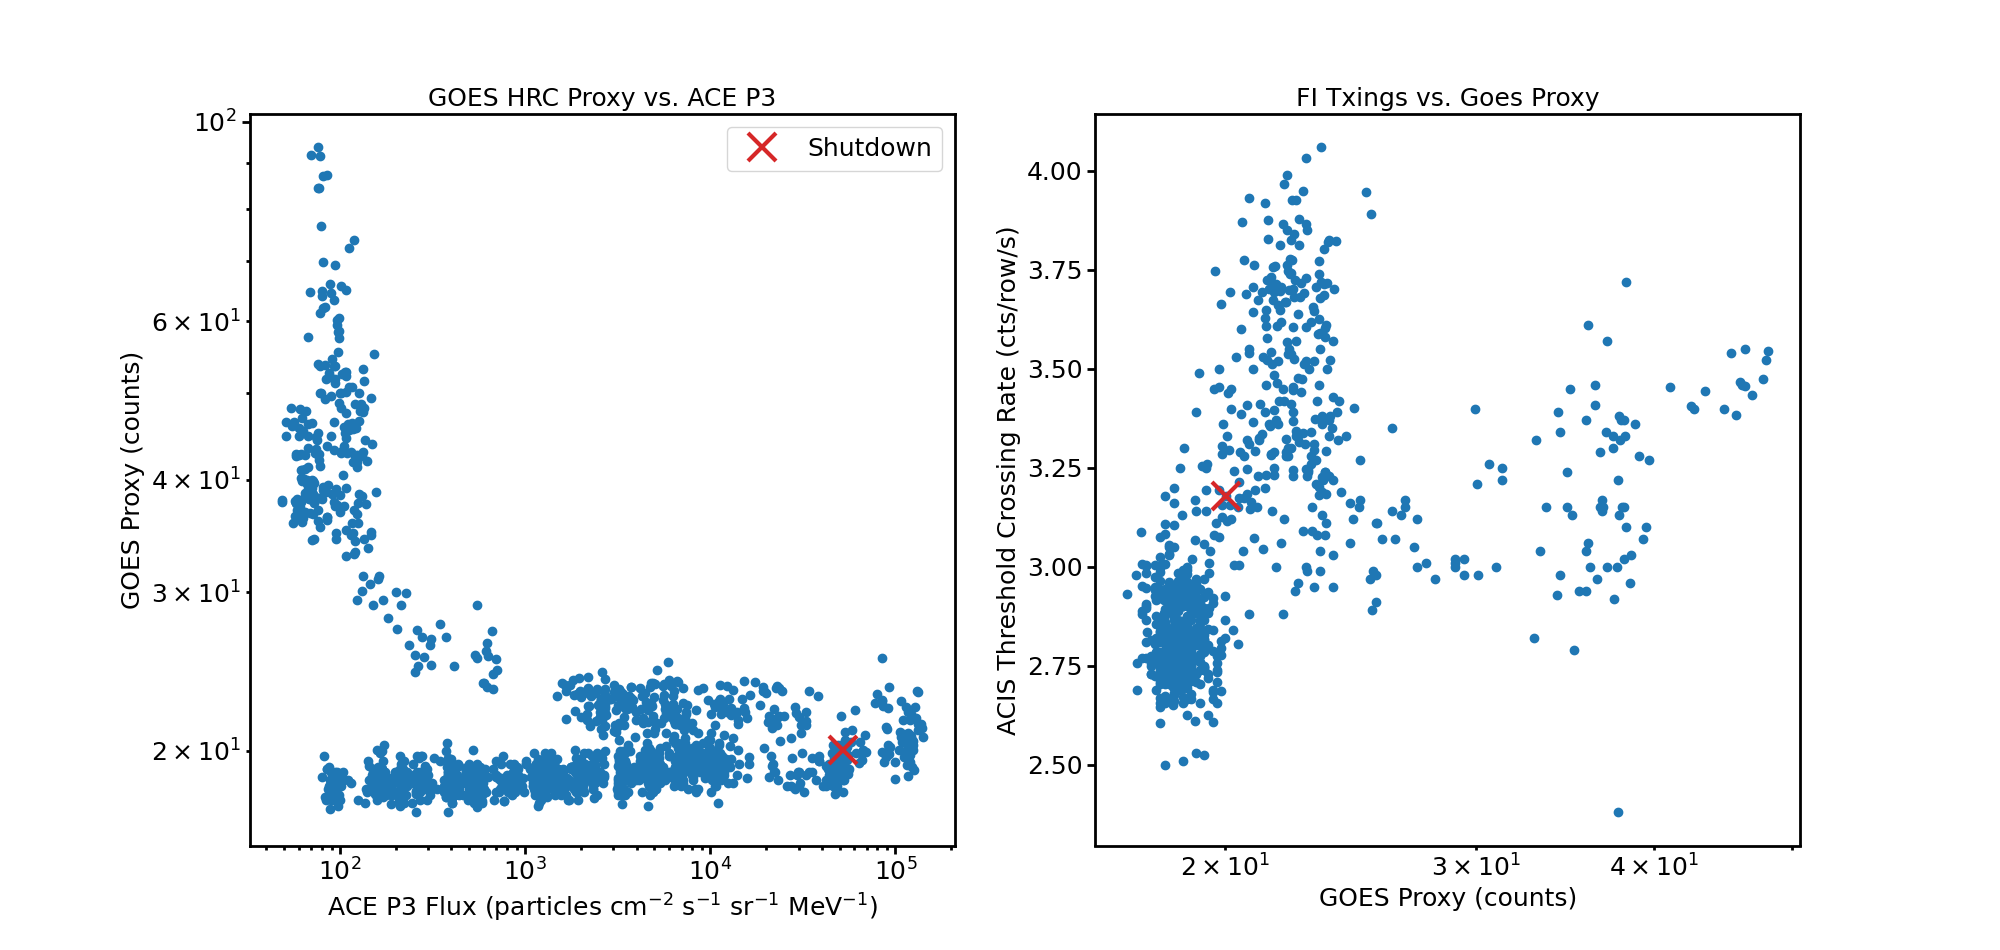 GOES HRC Proxy vs. ACE P3
10²
6 × 10¹
4 × 10¹
3 × 10¹
2 × 10¹
GOES Proxy (counts)
Shutdown
10² 10³ 10⁴ 10⁵
ACE P3 Flux (particles cm⁻² s⁻¹ sr⁻¹ MeV⁻¹)
FI Txings vs. Goes Proxy
4.00
3.75
3.50
3.25
3.00
2.75
2.50
ACIS Threshold Crossing Rate (cts/row/s)
2 × 10¹ 3 × 10¹ 4 × 10¹
GOES Proxy (counts)